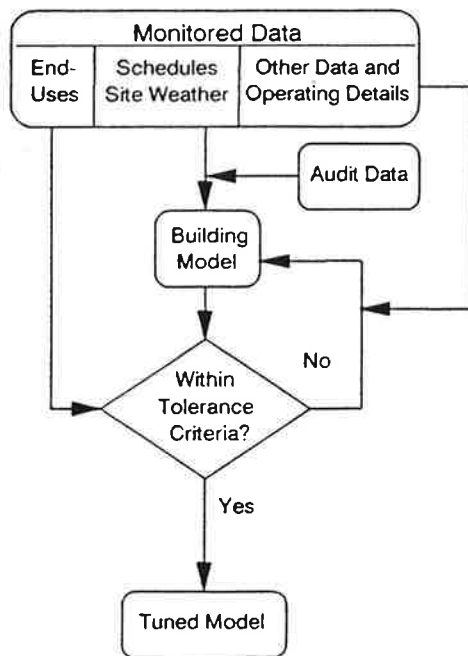 Monitored Data
End-
Uses
Schedules
Site Weather
Other Data and
Operating Details
Audit Data
Building
Model
No
Within
Tolerance
Criteria?
Yes
Tuned Model